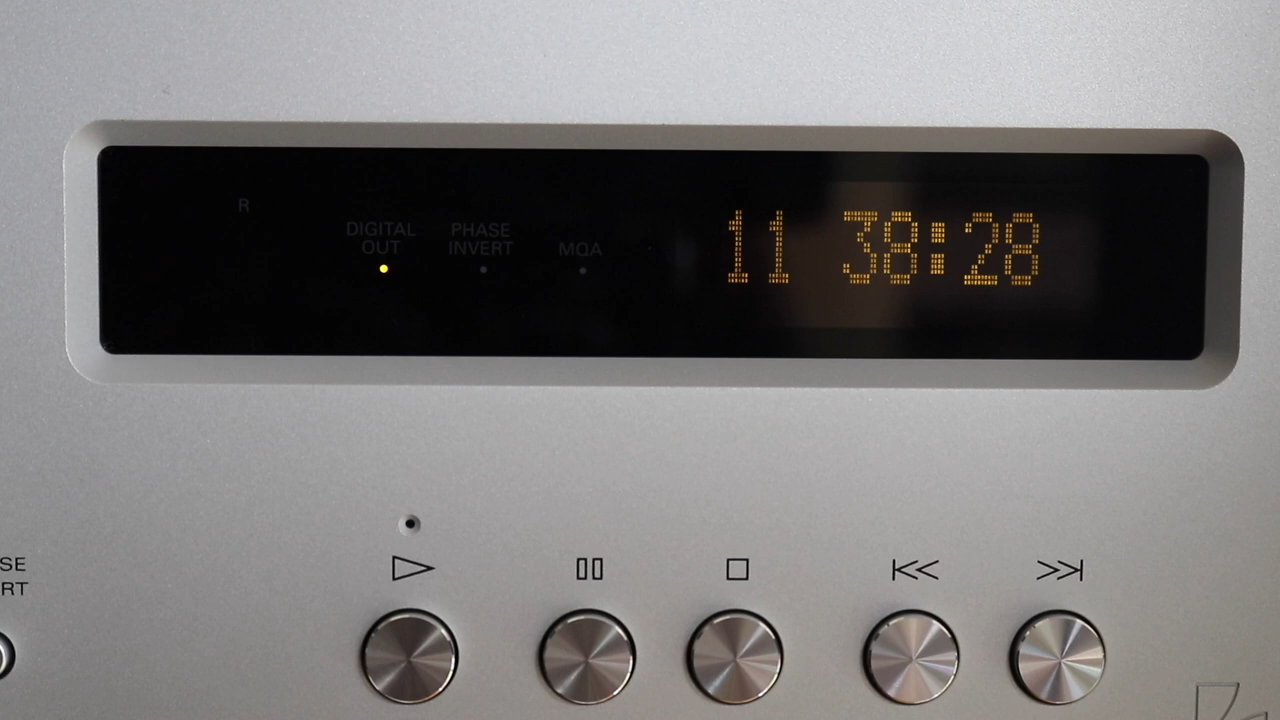 R
DIGITAL
OUT
PHASE
INVERT
MQA
11 38:28
SE
RT